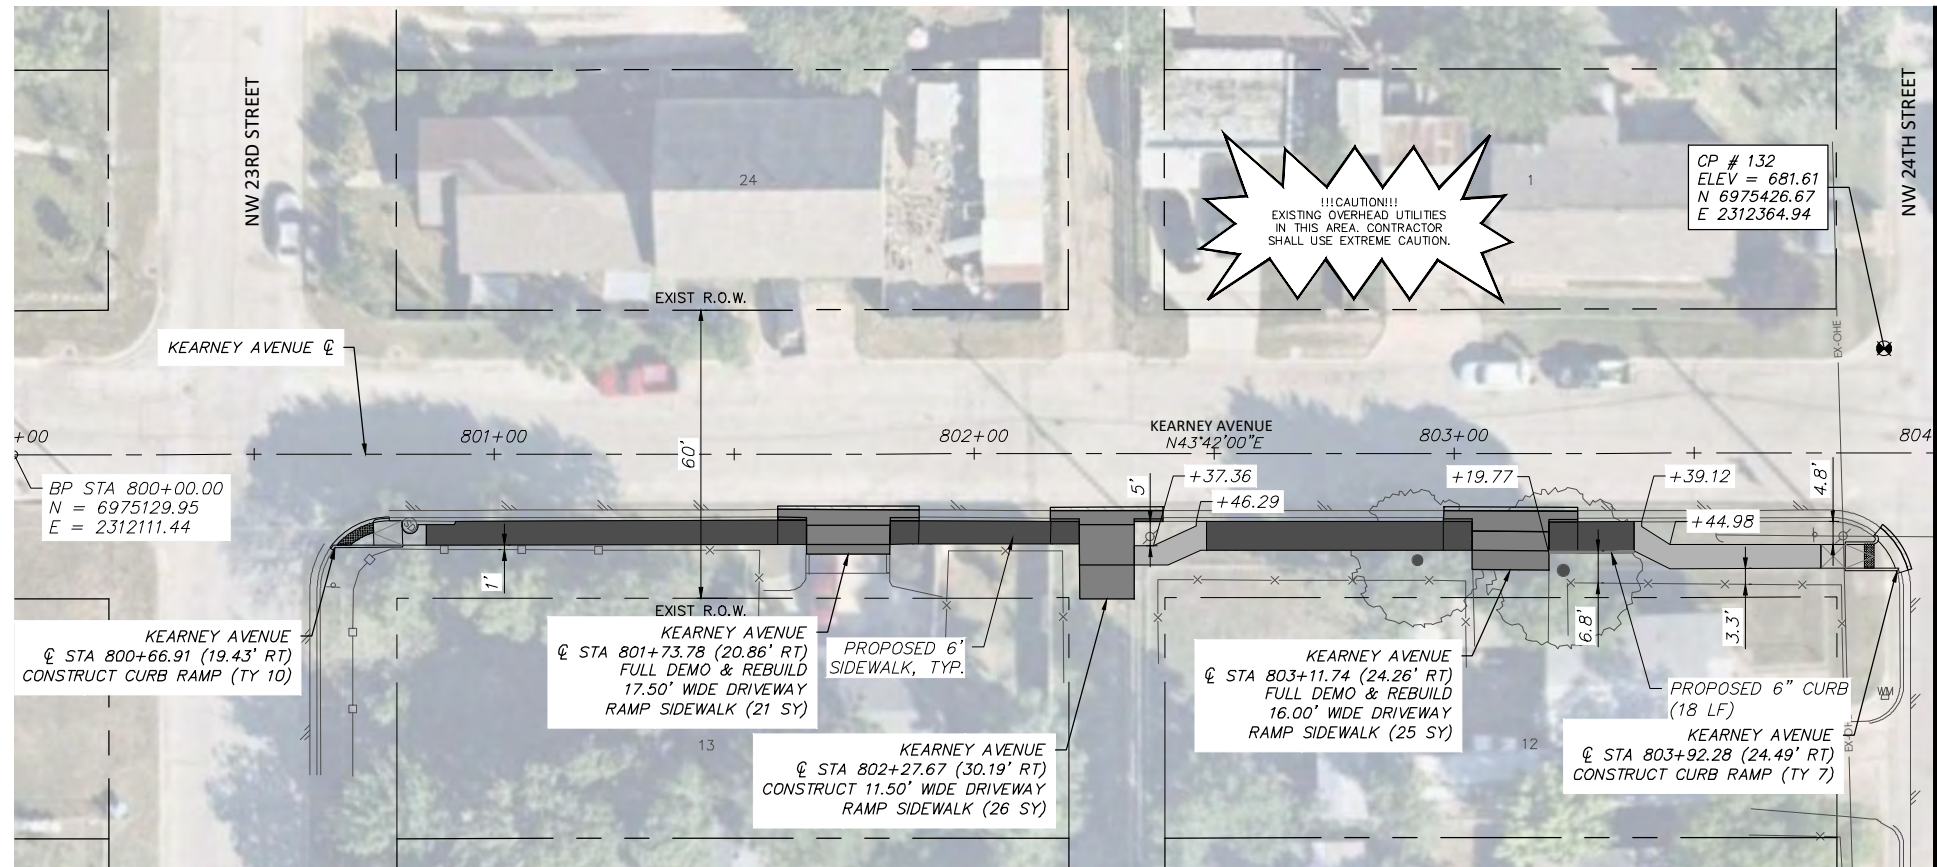 NW 23RD STREET
24
!!!CAUTION!!!
EXISTING OVERHEAD UTILITIES
IN THIS AREA. CONTRACTOR
SHALL USE EXTREME CAUTION.
1
CP # 132
ELEV = 681.61
N 6975426.67
E 2312364.94
NW 24TH STREET
EXIST R.O.W.
KEARNEY AVENUE ℄
EX-OHE
+00
801+00
802+00
KEARNEY AVENUE
N43°42'00"E
803+00
804
60'
BP STA 800+00.00
N = 6975129.95
E = 2312111.44
5'
+37.36
+46.29
+19.77
+39.12
+44.98
4.8'
1'
EXIST R.O.W.
6.8'
3.3'
KEARNEY AVENUE
℄ STA 800+66.91 (19.43' RT)
CONSTRUCT CURB RAMP (TY 10)
KEARNEY AVENUE
℄ STA 801+73.78 (20.86' RT)
FULL DEMO & REBUILD
17.50' WIDE DRIVEWAY
RAMP SIDEWALK (21 SY)
PROPOSED 6'
SIDEWALK, TYP.
KEARNEY AVENUE
℄ STA 803+11.74 (24.26' RT)
FULL DEMO & REBUILD
16.00' WIDE DRIVEWAY
RAMP SIDEWALK (25 SY)
PROPOSED 6" CURB
(18 LF)
WM
13
12
KEARNEY AVENUE
℄ STA 802+27.67 (30.19' RT)
CONSTRUCT 11.50' WIDE DRIVEWAY
RAMP SIDEWALK (26 SY)
KEARNEY AVENUE
℄ STA 803+92.28 (24.49' RT)
CONSTRUCT CURB RAMP (TY 7)